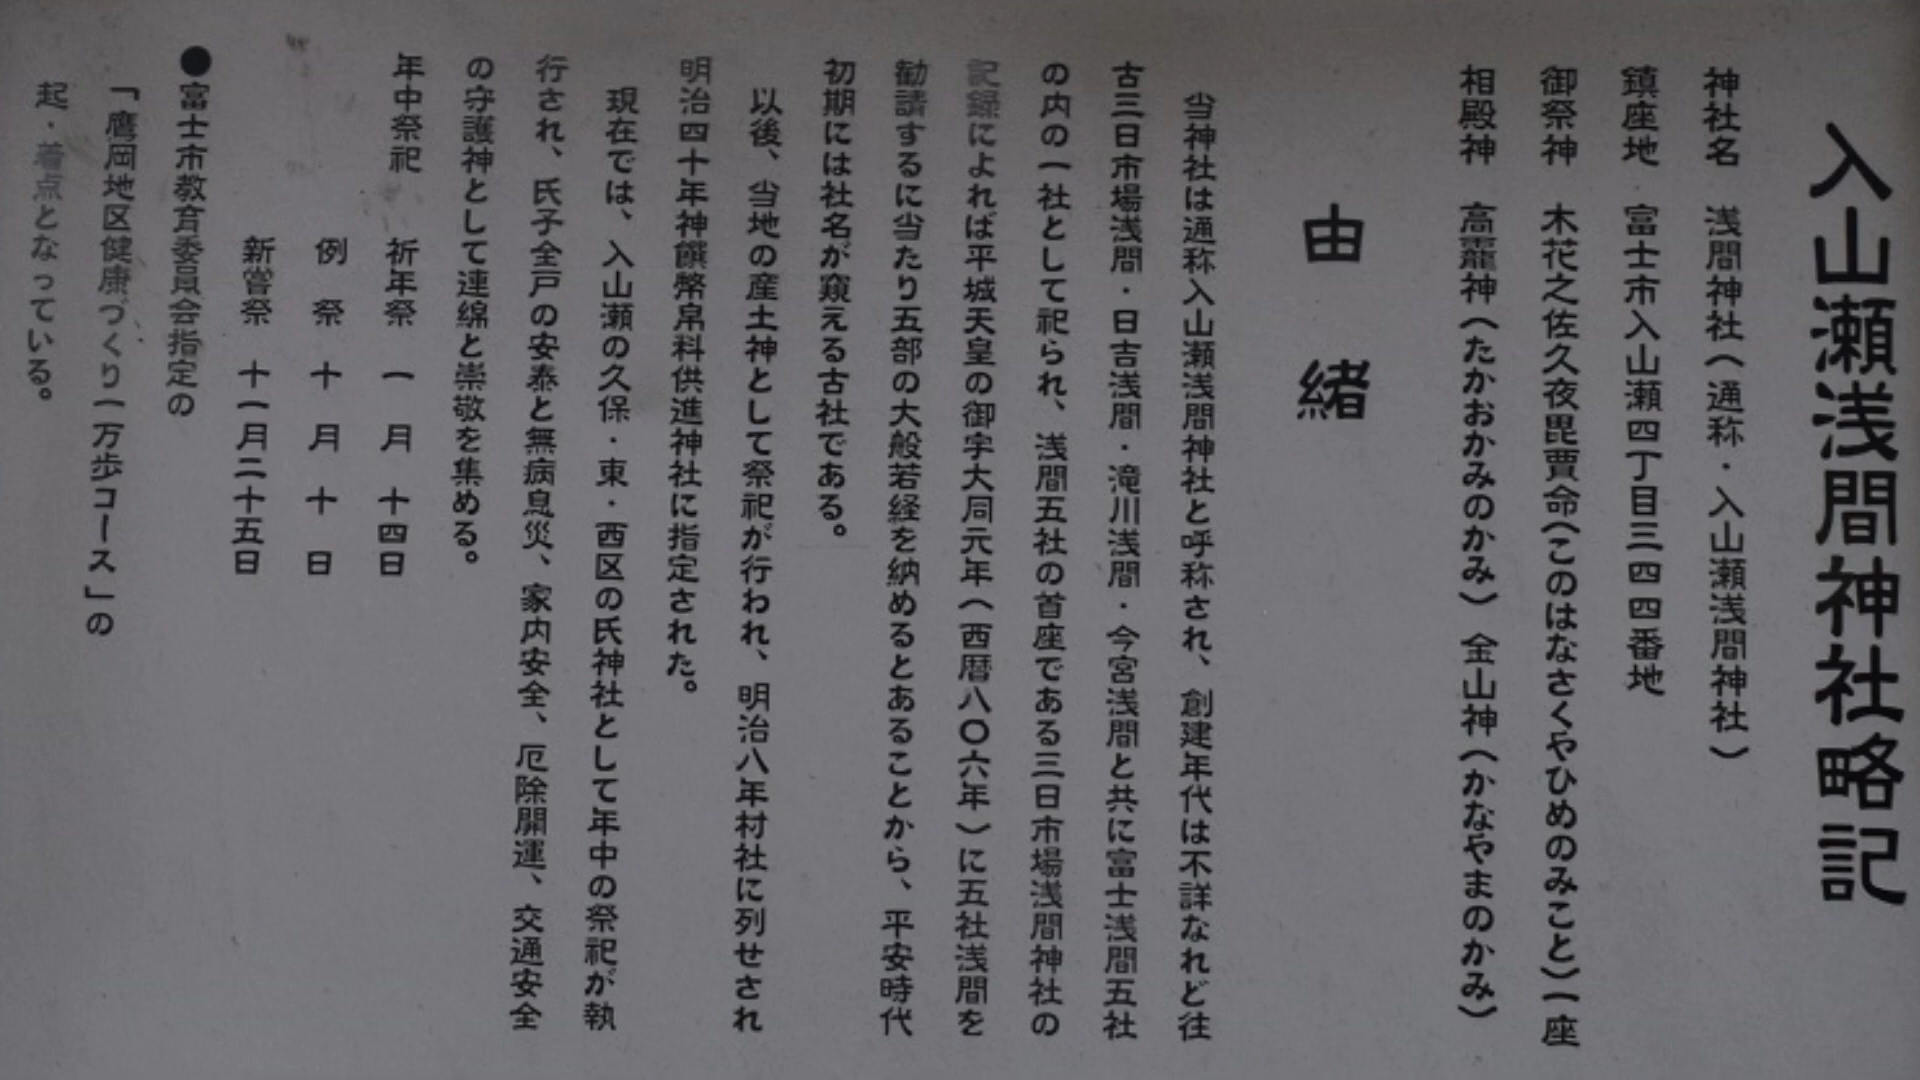 入山瀬浅間神社略記
神社名　浅間神社（通称・入山瀬浅間神社）
鎮座地　富士市入山瀬四丁目三四四番地
御祭神　木花之佐久夜毘賣命（このはなさくやひめのみこと）一座
相殿神　高龗神（たかおかみのかみ）金山神（かなやまのかみ）
由緒
当神社は通称入山瀬浅間神社と呼称され、創建年代は不詳なれど往
古三日市場浅間・日吉浅間・滝川浅間・今宮浅間と共に富士浅間五社
の内の一社として祀られ、浅間五社の首座である三日市場浅間神社の
記録によれば平城天皇の御宇大同元年（西暦八〇六年）に五社浅間を
勧請するに当たり五部の大般若経を納めるとあることから、平安時代
初期には社名が窺える古社である。
以後、当地の産土神として祭祀が行われ、明治八年村社に列せされ
明治四十年神饌幣帛料供進神社に指定された。
現在では、入山瀬の久保・東・西区の氏神社として年中の祭祀が執
行され、氏子全戸の安泰と無病息災、家内安全、厄除開運、交通安全
の守護神として連綿と崇敬を集める。
年中祭祀　祈年祭　一月　十四日
例祭　十月　十日
新嘗祭　十一月二十五日
●富士市教育委員会指定の
「鷹岡地区健康づくり一万歩コース」の
起・着点となっている。